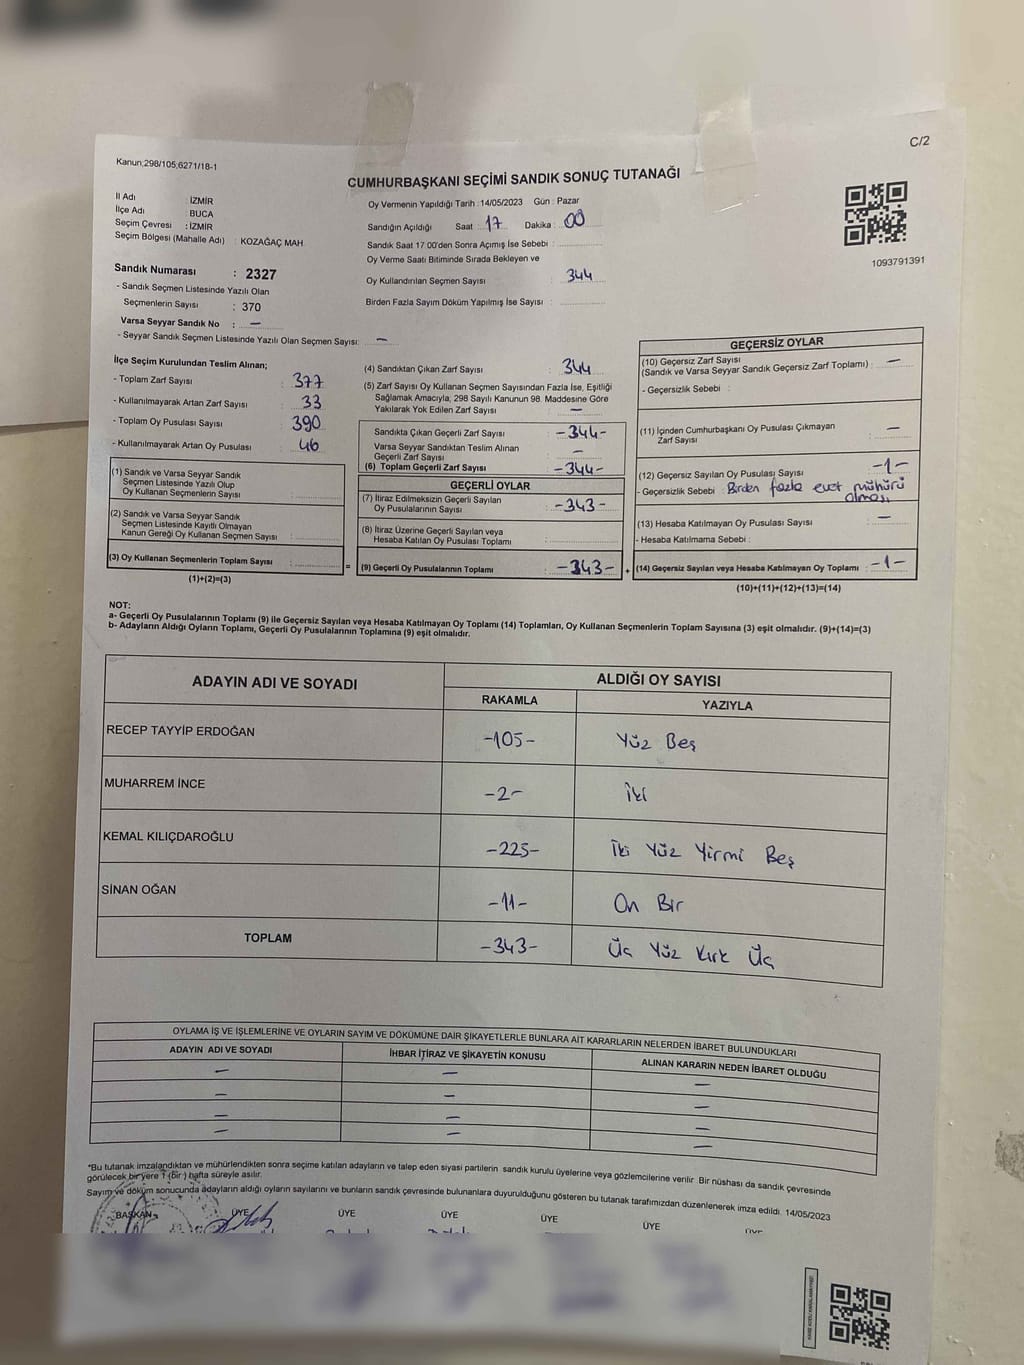 C/2
Kanun,298/105,6271/18-1
CUMHURBAŞKANI SEÇİMİ SANDIK SONUÇ TUTANAĞI
İl Adı : İZMİR
İlçe Adı : BUCA
Seçim Çevresi : İZMİR
Seçim Bölgesi (Mahalle Adı) : KOZAĞAÇ MAH.
Oy Vermenin Yapıldığı Tarih :14/05/2023 Gün : Pazar
Sandığın Açıldığı Saat : 17 Dakika : 00
Sandık Saat 17.00'den Sonra Açımış İse Sebebi :
Oy Verme Saati Bitiminde Sırada Bekleyen ve
Oy Kullandırılan Seçmen Sayısı : 344
Birden Fazla Sayım Döküm Yapılmış İse Sayısı :
1093791391
Sandık Numarası : 2327
- Sandık Seçmen Listesinde Yazılı Olan
Seçmenlerin Sayısı : 370
Varsa Seyyar Sandık No : —
- Seyyar Sandık Seçmen Listesinde Yazılı Olan Seçmen Sayısı: —
İlçe Seçim Kurulundan Teslim Alınan;
- Toplam Zarf Sayısı : 377
- Kullanılmayarak Artan Zarf Sayısı : 33
- Toplam Oy Pusulası Sayısı : 390
- Kullanılmayarak Artan Oy Pusulası : 46
(1) Sandık ve Varsa Seyyar Sandık
Seçmen Listesinde Yazılı Olup
Oy Kullanan Seçmenlerin Sayısı :
(2) Sandık ve Varsa Seyyar Sandık
Seçmen Listesinde Kayıtlı Olmayan
Kanun Gereği Oy Kullanan Seçmen Sayısı :
(3) Oy Kullanan Seçmenlerin Toplam Sayısı :
(1)+(2)=(3)
=
(4) Sandıktan Çıkan Zarf Sayısı : 344
(5) Zarf Sayısı Oy Kullanan Seçmen Sayısından Fazla İse, Eşitliği
Sağlamak Amacıyla, 298 Sayılı Kanunun 98. Maddesine Göre
Yakılarak Yok Edilen Zarf Sayısı : —
Sandıkta Çıkan Geçerli Zarf Sayısı : -344-
Varsa Seyyar Sandıktan Teslim Alınan
Geçerli Zarf Sayısı : —
(6) Toplam Geçerli Zarf Sayısı : -344-
GEÇERLİ OYLAR
(7) İtiraz Edilmeksizin Geçerli Sayılan
Oy Pusulalarının Sayısı : -343-
(8) İtiraz Üzerine Geçerli Sayılan veya
Hesaba Katılan Oy Pusulası Toplamı :
(9) Geçerli Oy Pusulalarının Toplamı : -343-
+
GEÇERSİZ OYLAR
(10) Geçersiz Zarf Sayısı
(Sandık ve Varsa Seyyar Sandık Geçersiz Zarf Toplamı) : —
- Geçersizlik Sebebi :
(11) İçinden Cumhurbaşkanı Oy Pusulası Çıkmayan
Zarf Sayısı : —
(12) Geçersiz Sayılan Oy Pusulası Sayısı : -1-
- Geçersizlik Sebebi : Birden fazla evet mühürü
olması
(13) Hesaba Katılmayan Oy Pusulası Sayısı : —
- Hesaba Katılmama Sebebi :
(14) Geçersiz Sayılan veya Hesaba Katılmayan Oy Toplamı : -1-
(10)+(11)+(12)+(13)=(14)
NOT:
a- Geçerli Oy Pusulalarının Toplamı (9) ile Geçersiz Sayılan veya Hesaba Katılmayan Oy Toplamı (14) Toplamları, Oy Kullanan Seçmenlerin Toplam Sayısına (3) eşit olmalıdır. (9)+(14)=(3)
b- Adayların Aldığı Oyların Toplamı, Geçerli Oy Pusulalarının Toplamına (9) eşit olmalıdır.
ADAYIN ADI VE SOYADI ALDIĞI OY SAYISI
RAKAMLA YAZIYLA
RECEP TAYYİP ERDOĞAN -105- Yüz Beş
MUHARREM İNCE -2- İki
KEMAL KILIÇDAROĞLU -225- İki Yüz Yirmi Beş
SİNAN OĞAN -11- On Bir
TOPLAM -343- Üç Yüz Kırk Üç
OYLAMA İŞ VE İŞLEMLERİNE VE OYLARIN SAYIM VE DÖKÜMÜNE DAİR ŞİKAYETLERLE BUNLARA AİT KARARLARIN NELERDEN İBARET BULUNDUKLARI
ADAYIN ADI VE SOYADI İHBAR İTİRAZ VE ŞİKAYETİN KONUSU ALINAN KARARIN NEDEN İBARET OLDUĞU
— — —
— — —
— — —
— — —
*Bu tutanak imzalandıktan ve mühürlendikten sonra seçime katılan adayların ve talep eden siyasi partilerin sandık kurulu üyelerine veya gözlemcilerine verilir. Bir nüshası da sandık çevresinde
görülecek bir yere 1 (bir) hafta süreyle asılır.
Sayım ve döküm sonucunda adayların aldığı oyların sayılarını ve bunların sandık çevresinde bulunanlara duyurulduğunu gösteren bu tutanak tarafımızdan düzenlenerek imza edildi. 14/05/2023
BAŞKAN ÜYE ÜYE ÜYE ÜYE ÜYE ÜYE